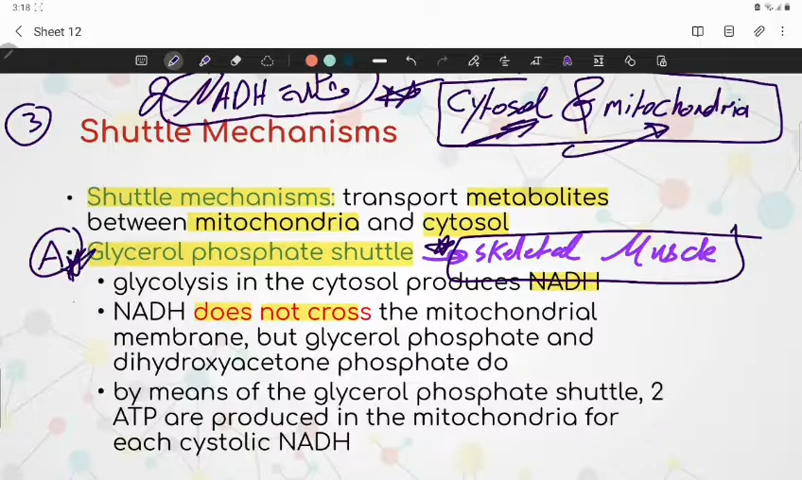 3:18
Sheet 12
2 NADH
Cytosol & mitochondria
3
Shuttle Mechanisms
• Shuttle mechanisms: transport metabolites
between mitochondria and cytosol
A Glycerol phosphate shuttle → skeletal Muscle
• glycolysis in the cytosol produces NADH
• NADH does not cross the mitochondrial
membrane, but glycerol phosphate and
dihydroxyacetone phosphate do
• by means of the glycerol phosphate shuttle, 2
ATP are produced in the mitochondria for
each cystolic NADH